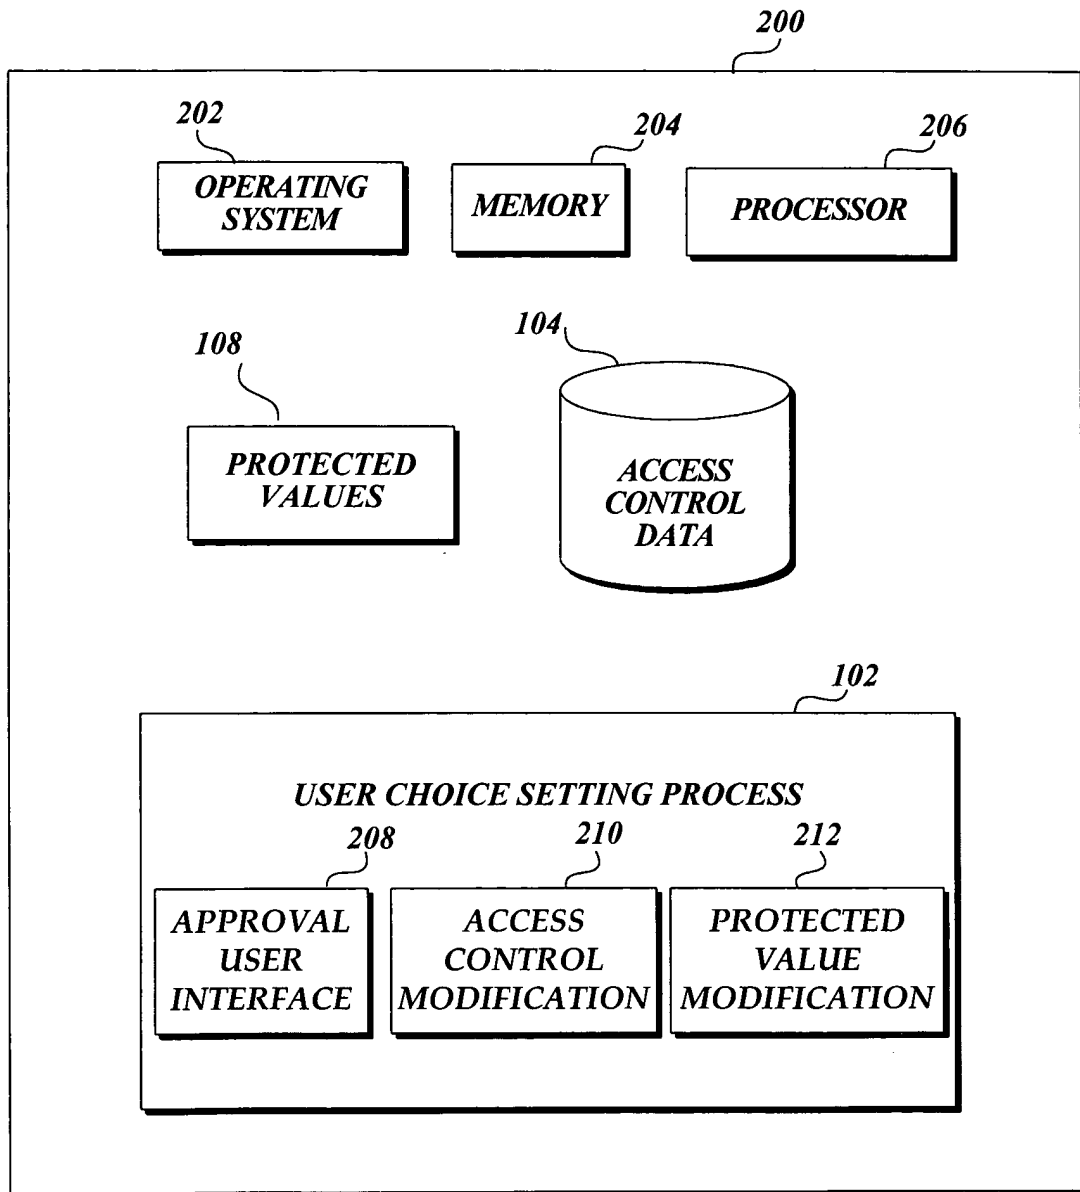 200
202
204
206
OPERATING
SYSTEM
MEMORY
PROCESSOR
108
104
PROTECTED
VALUES
ACCESS
CONTROL
DATA
102
USER CHOICE SETTING PROCESS
208
210
212
APPROVAL
USER
INTERFACE
ACCESS
CONTROL
MODIFICATION
PROTECTED
VALUE
MODIFICATION